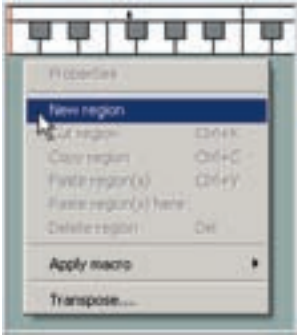 Properties
New region
Cut region Ctrl+X
Copy region Ctrl+C
Paste region(s) Ctrl+V
Paste region(s) here
Delete region Del
Apply macro
Transpose...